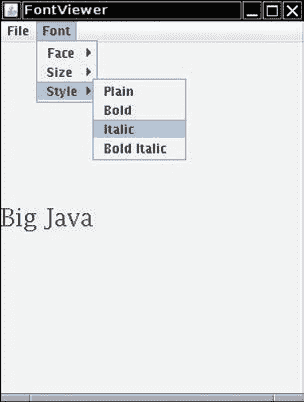 FontViewer
File Font
Face
Size
Style
Plain
Bold
Italic
Bold Italic
Big Java